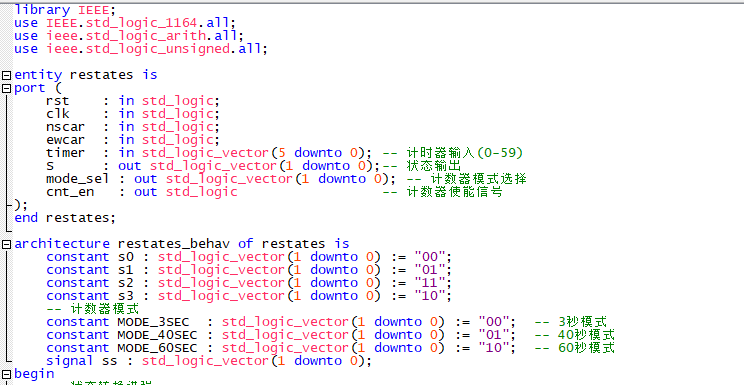 library IEEE;
use IEEE.std_logic_1164.all;
use ieee.std_logic_arith.all;
use ieee.std_logic_unsigned.all;
entity restates is
port (
    rst    : in std_logic;
    clk    : in std_logic;
    nscar  : in std_logic;
    ewcar  : in std_logic;
    timer  : in std_logic_vector(5 downto 0); -- 计时器输入(0-59)
    S      : out std_logic_vector(1 downto 0);-- 状态输出
    mode_sel : out std_logic_vector(1 downto 0); -- 计数器模式选择
    cnt_en   : out std_logic                  -- 计数器使能信号
);
end restates;
architecture restates_behav of restates is
    constant s0 : std_logic_vector(1 downto 0) := "00";
    constant s1 : std_logic_vector(1 downto 0) := "01";
    constant s2 : std_logic_vector(1 downto 0) := "11";
    constant s3 : std_logic_vector(1 downto 0) := "10";
    -- 计数器模式
    constant MODE_3SEC  : std_logic_vector(1 downto 0) := "00";  -- 3秒模式
    constant MODE_40SEC : std_logic_vector(1 downto 0) := "01";  -- 40秒模式
    constant MODE_60SEC : std_logic_vector(1 downto 0) := "10";  -- 60秒模式
    signal ss : std_logic_vector(1 downto 0);
begin